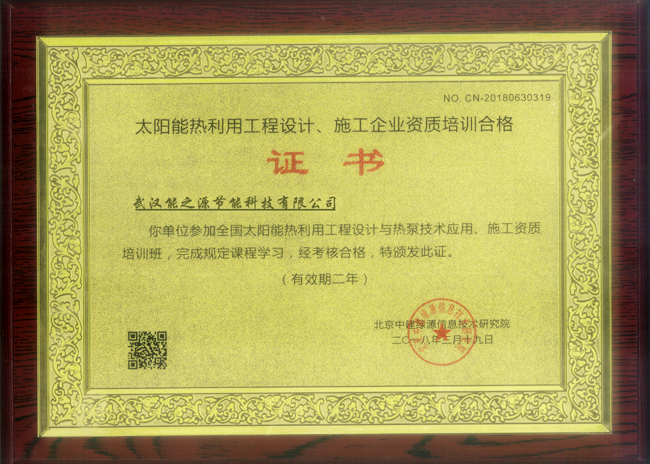 NO. CN-20180630319
太阳能热利用工程设计、施工企业资质培训合格
证 书
武汉能之源节能科技有限公司
你单位参加全国太阳能热利用工程设计与热泵技术应用、施工资质
培训班，完成规定课程学习，经考核合格，特颁发此证。
（有效期二年）
北京中建缘源信息技术研究院
二〇一八年三月十九日